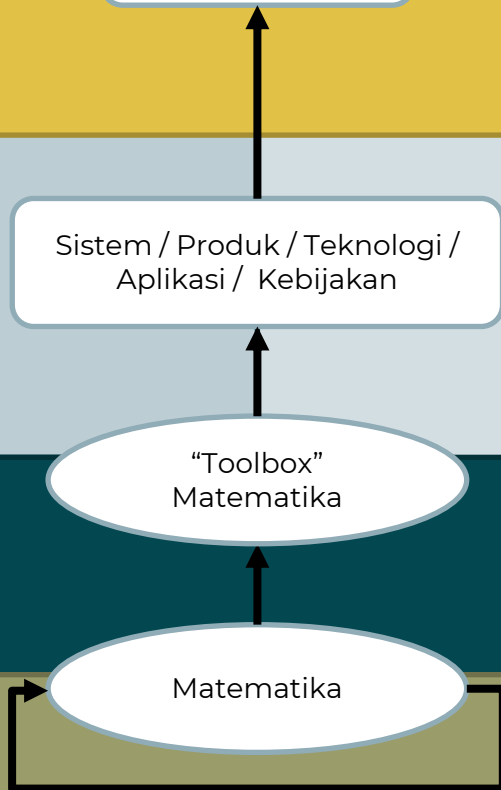 Sistem / Produk / Teknologi /
Aplikasi /  Kebijakan
“Toolbox”
Matematika
Matematika